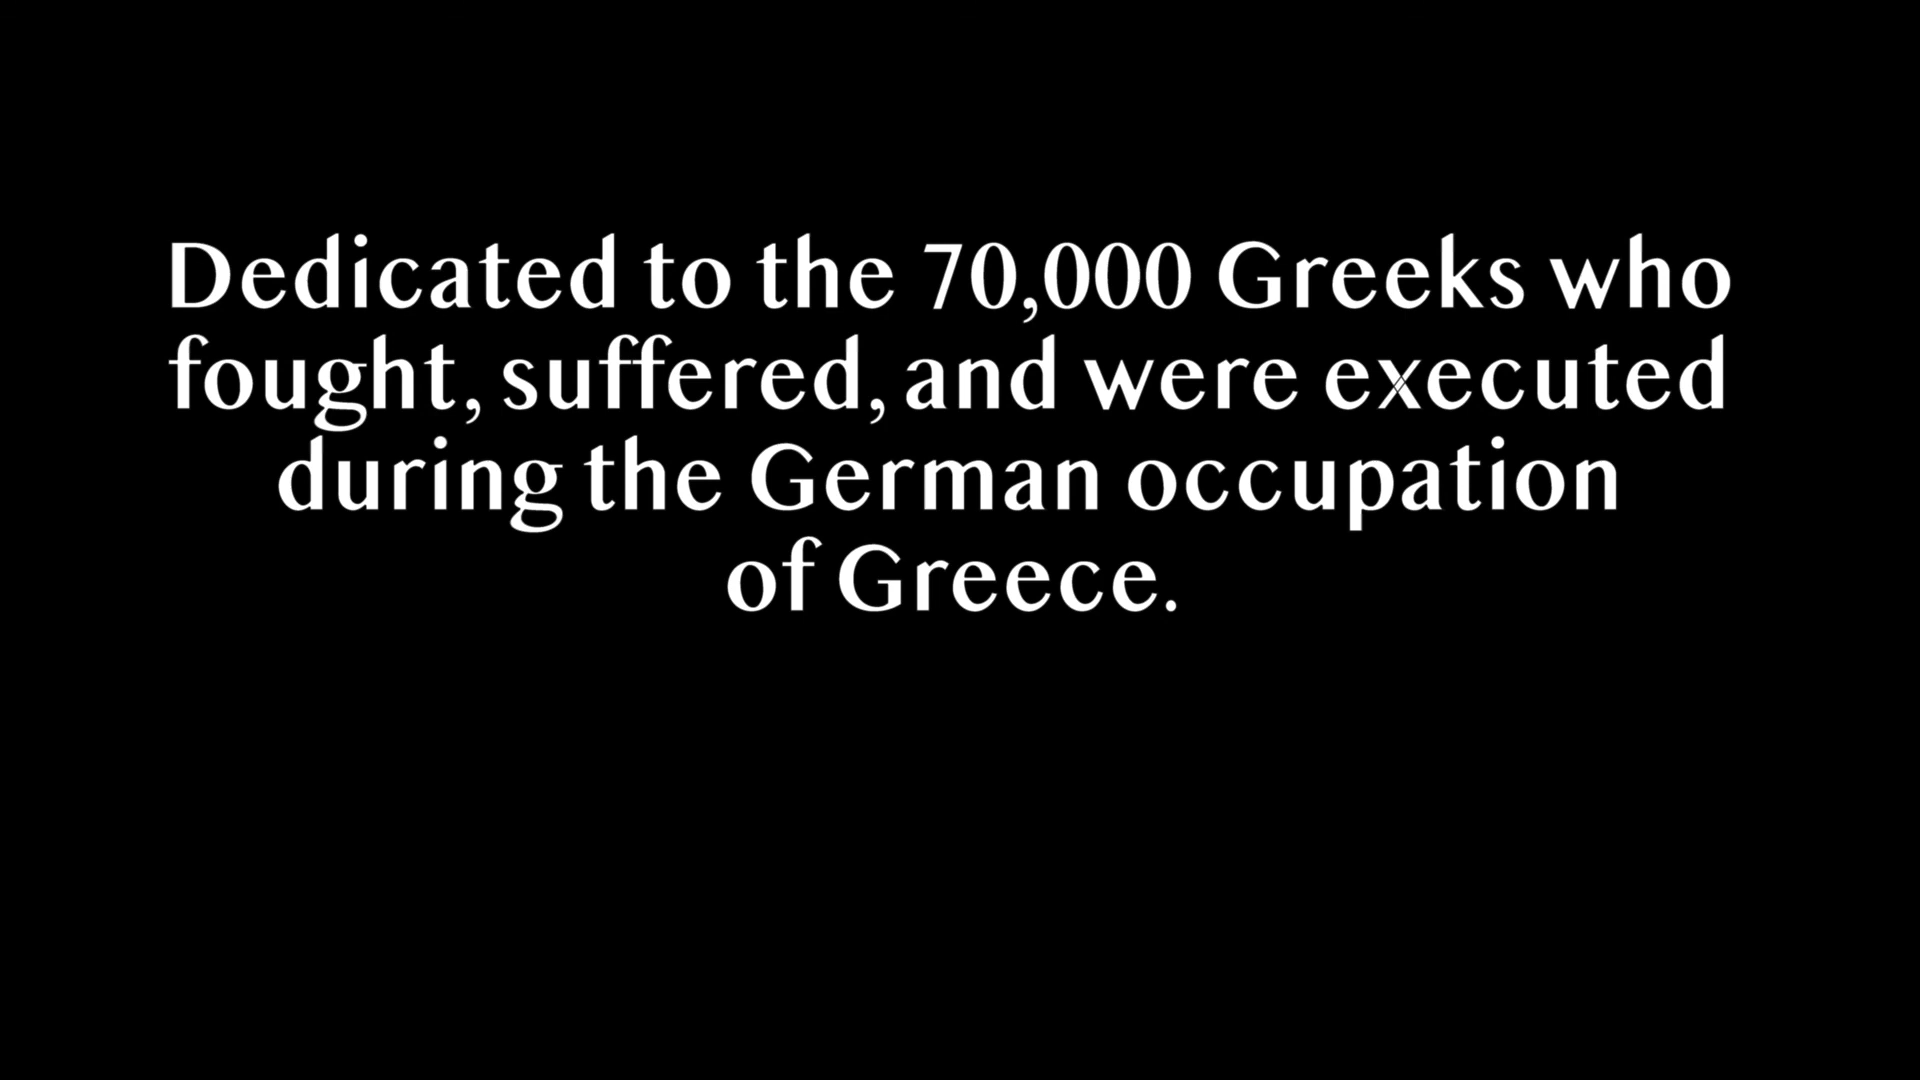 Dedicated to the 70,000 Greeks who
fought, suffered, and were executed
during the German occupation
of Greece.